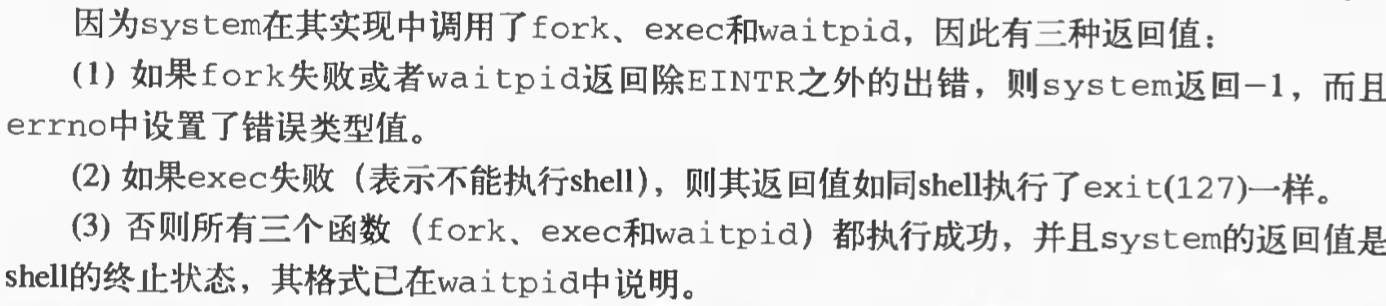 因为system在其实现中调用了fork、exec和waitpid，因此有三种返回值：
(1) 如果fork失败或者waitpid返回除EINTR之外的出错，则system返回−1，而且
errno中设置了错误类型值。
(2) 如果exec失败（表示不能执行shell），则其返回值如同shell执行了exit(127)一样。
(3) 否则所有三个函数（fork、exec和waitpid）都执行成功，并且system的返回值是
shell的终止状态，其格式已在waitpid中说明。